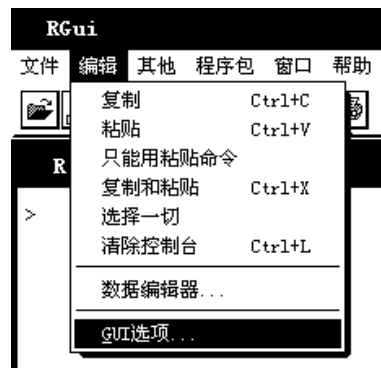 RGui
文件 编辑 其他 程序包 窗口 帮助
复制 Ctrl+C
粘贴 Ctrl+V
只能用粘贴命令
复制和粘贴 Ctrl+X
选择一切
清除控制台 Ctrl+L
数据编辑器...
GUI选项...
R
>